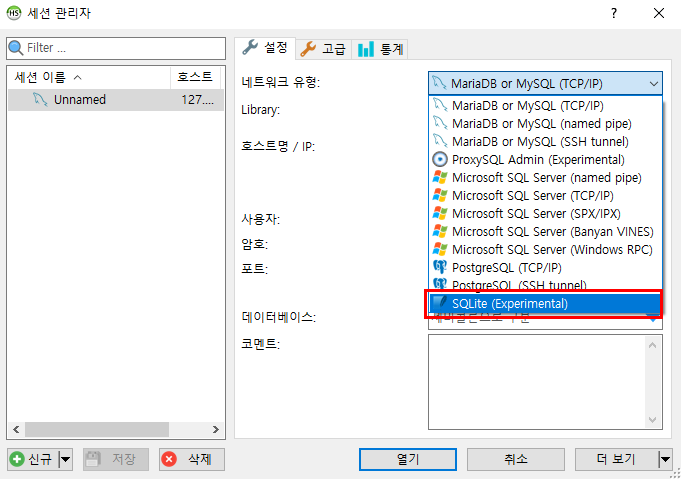 HS 세션 관리자
Filter ...
세션 이름 호스트
Unnamed 127....
설정 고급 통계
네트워크 유형: MariaDB or MySQL (TCP/IP)
Library:
호스트명 / IP:
사용자:
암호:
포트:
데이터베이스:
코멘트:
MariaDB or MySQL (TCP/IP)
MariaDB or MySQL (named pipe)
MariaDB or MySQL (SSH tunnel)
ProxySQL Admin (Experimental)
Microsoft SQL Server (named pipe)
Microsoft SQL Server (TCP/IP)
Microsoft SQL Server (SPX/IPX)
Microsoft SQL Server (Banyan VINES)
Microsoft SQL Server (Windows RPC)
PostgreSQL (TCP/IP)
PostgreSQL (SSH tunnel)
SQLite (Experimental)
신규 저장 삭제 열기 취소 더 보기